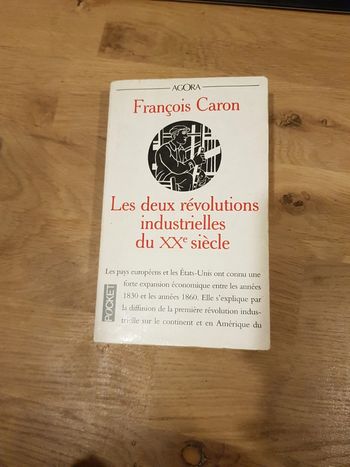 AGORA
François Caron
Les deux révolutions
industrielles
du XXe siècle
Les pays européens et les États-Unis ont connu une
forte expansion économique entre les années
1830 et les années 1860. Elle s'explique par
la diffusion de la première révolution indus-
trielle sur le continent et en Amérique du
POCKET